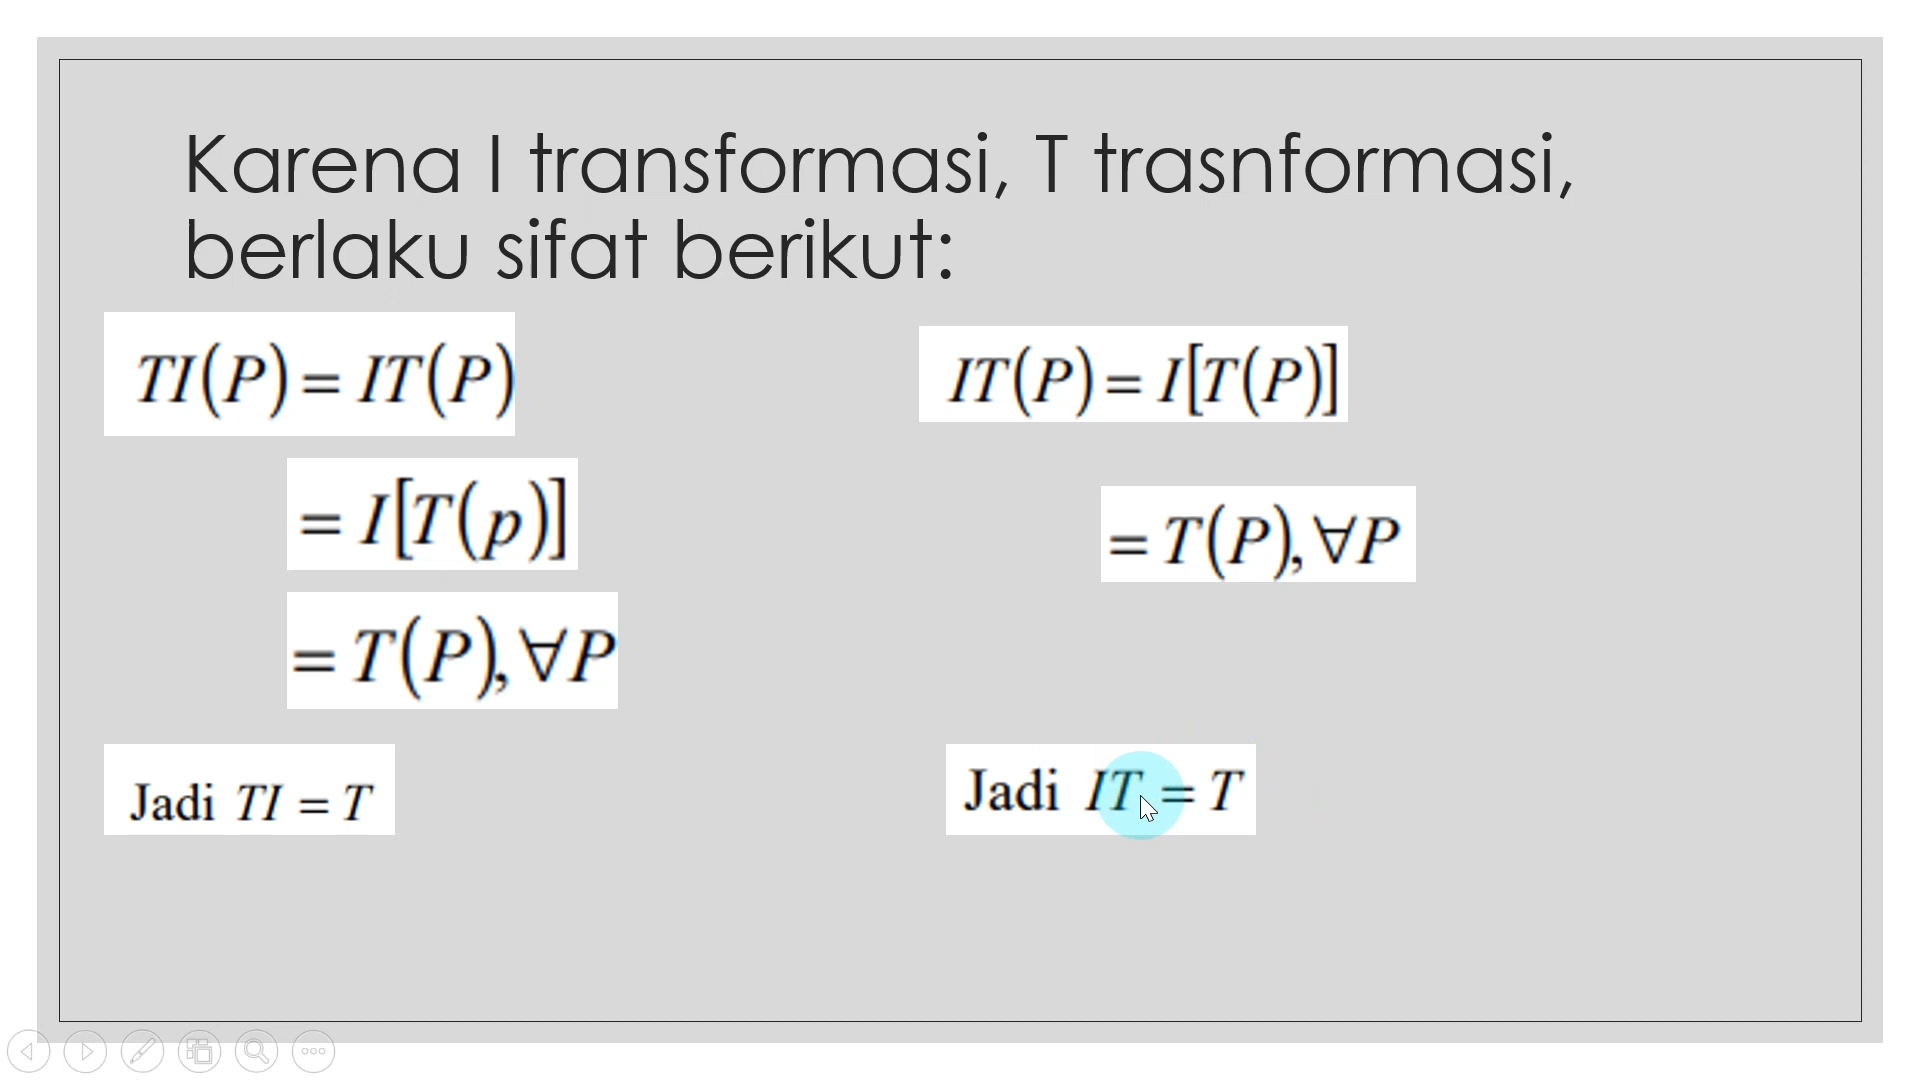 Karena I transformasi, T trasnformasi,
berlaku sifat berikut:
TI(P) = IT(P)
= I[T(p)]
= T(P), ∀P
Jadi TI = T
IT(P) = I[T(P)]
= T(P), ∀P
Jadi IT = T